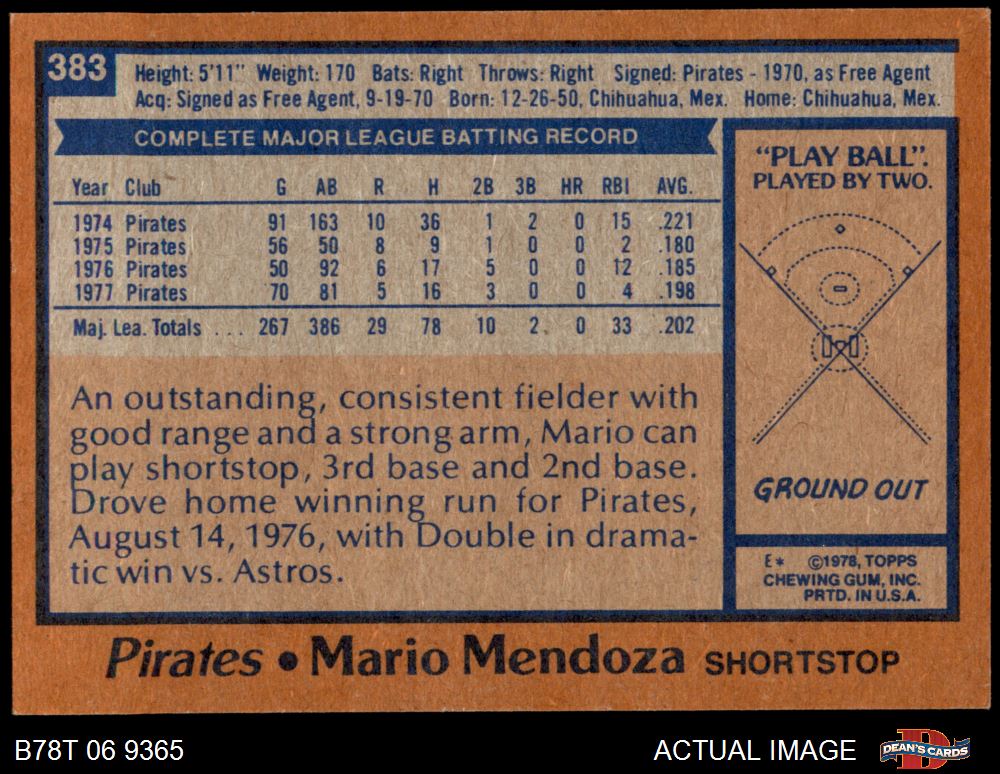 383
Height: 5'11" Weight: 170 Bats: Right Throws: Right Signed: Pirates - 1970, as Free Agent
Acq: Signed as Free Agent, 9-19-70 Born: 12-26-50, Chihuahua, Mex. Home: Chihuahua, Mex.
COMPLETE MAJOR LEAGUE BATTING RECORD
Year Club G AB R H 2B 3B HR RBI AVG.
1974 Pirates 91 163 10 36 1 2 0 15 .221
1975 Pirates 56 50 8 9 1 0 0 2 .180
1976 Pirates 50 92 6 17 5 0 0 12 .185
1977 Pirates 70 81 5 16 3 0 0 4 .198
Maj. Lea. Totals ... 267 386 29 78 10 2 0 33 .202
An outstanding, consistent fielder with
good range and a strong arm, Mario can
play shortstop, 3rd base and 2nd base.
Drove home winning run for Pirates,
August 14, 1976, with Double in drama-
tic win vs. Astros.
"PLAY BALL".
PLAYED BY TWO.
GROUND OUT
E* ©1978, TOPPS
CHEWING GUM, INC.
PRTD. IN U.S.A.
Pirates • Mario Mendoza SHORTSTOP
B78T 06 9365
ACTUAL IMAGE
DEAN'S CARDS